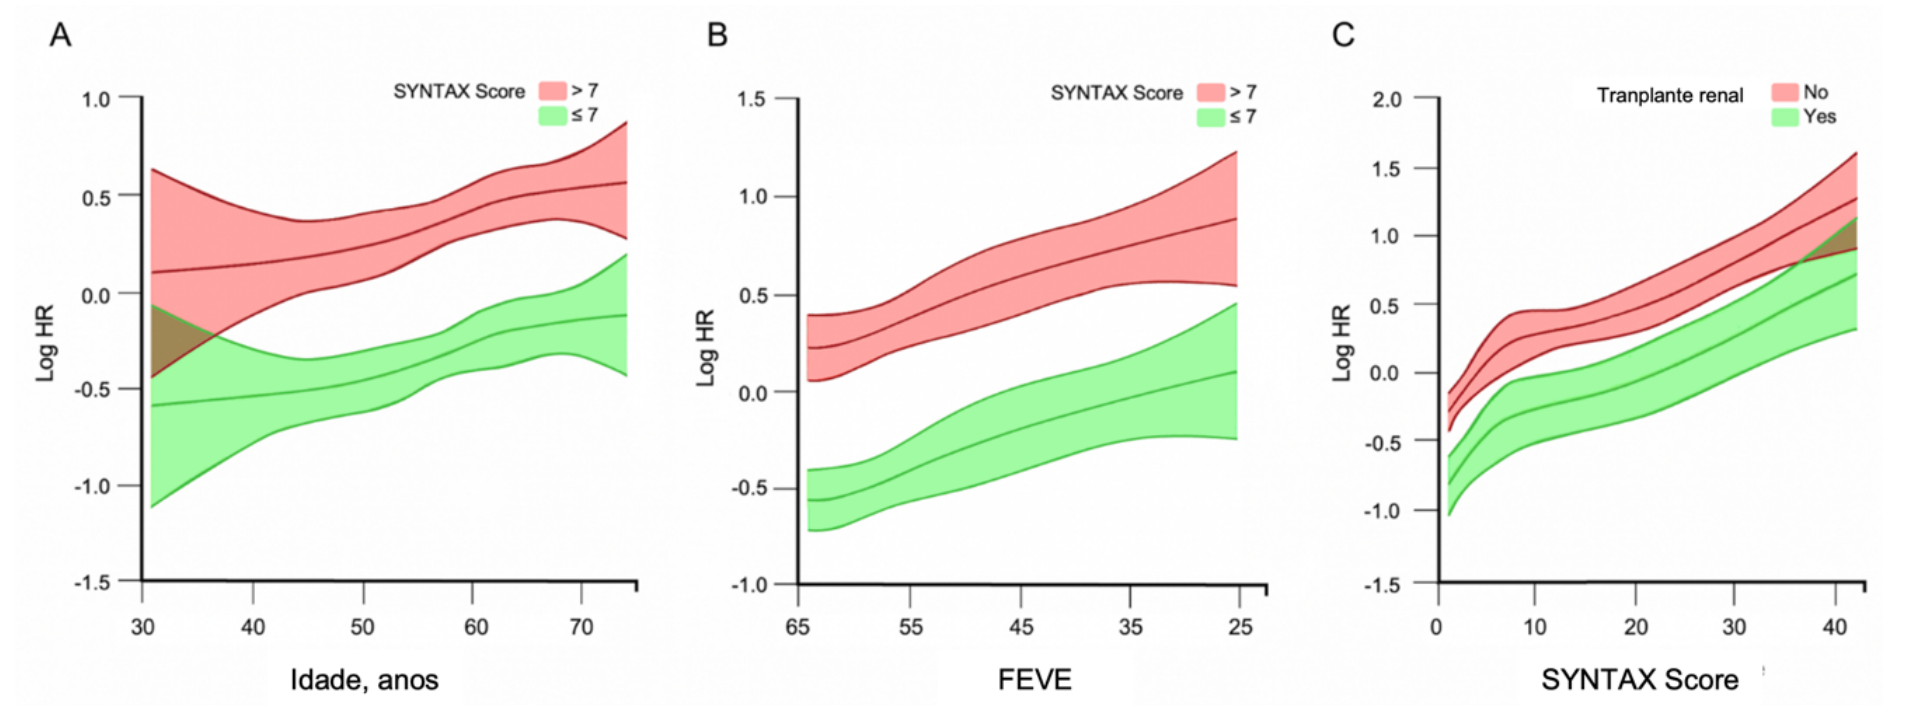 A
SYNTAX Score > 7
≤ 7
1.0
0.5
0.0
-0.5
-1.0
-1.5
Log HR
30 40 50 60 70
Idade, anos
B
SYNTAX Score > 7
≤ 7
1.5
1.0
0.5
0.0
-0.5
-1.0
Log HR
65 55 45 35 25
FEVE
C
Tranplante renal No
Yes
2.0
1.5
1.0
0.5
0.0
-0.5
-1.0
-1.5
Log HR
0 10 20 30 40
SYNTAX Score